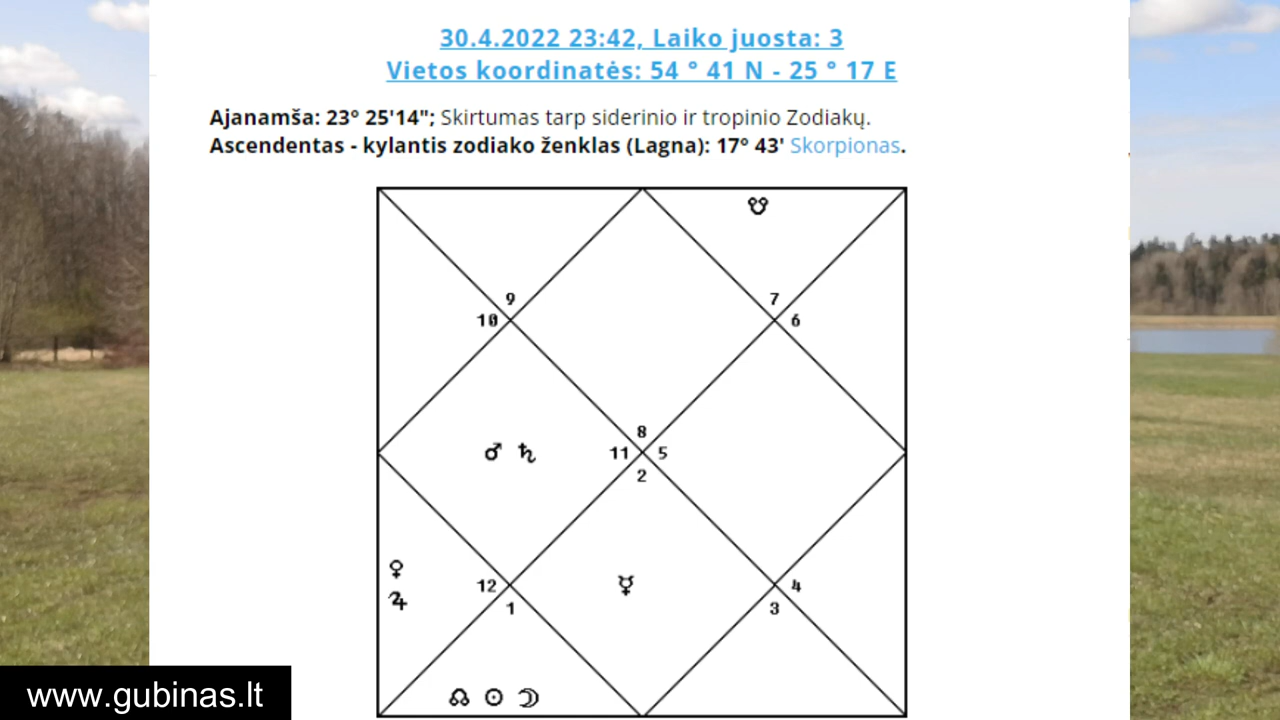 30.4.2022 23:42, Laiko juosta: 3
Vietos koordinatės: 54 ° 41 N - 25 ° 17 E
Ajanamša: 23° 25'14"; Skirtumas tarp siderinio ir tropinio Zodiakų.
Ascendentas - kylantis zodiako ženklas (Lagna): 17° 43' Skorpionas.
☋
9 7
10 6
8
♂ ♄ 11 5
2
♀ 12 ☿ 4
♃ 1 3
☊ ☉ ☽
www.gubinas.lt